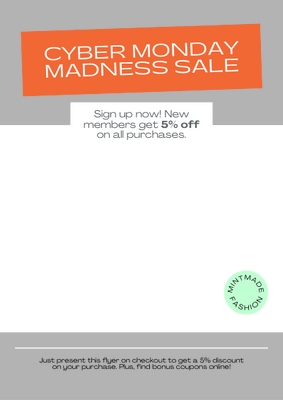 CYBER MONDAY
MADNESS SALE
Sign up now! New
members get 5% off
on all purchases.
MINTMADE
FASHION
Just present this flyer on checkout to get a 5% discount
on your purchase. Plus, find bonus coupons online!